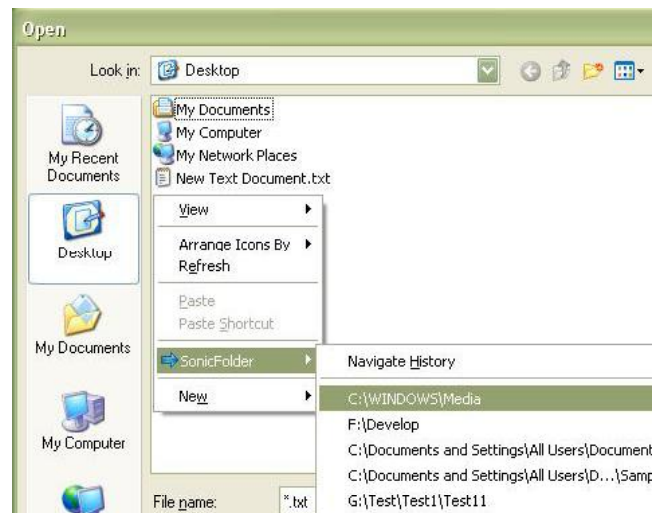 Open
Look in:
Desktop
My Recent
Documents
Desktop
My Documents
My Computer
My Documents
My Computer
My Network Places
New Text Document.txt
View
Arrange Icons By
Refresh
Paste
Paste Shortcut
SonicFolder
New
Navigate History
C:\WINDOWS\Media
F:\Develop
C:\Documents and Settings\All Users\Document
C:\Documents and Settings\All Users\D...\Samp
G:\Test\Test1\Test11
File name:
*.txt